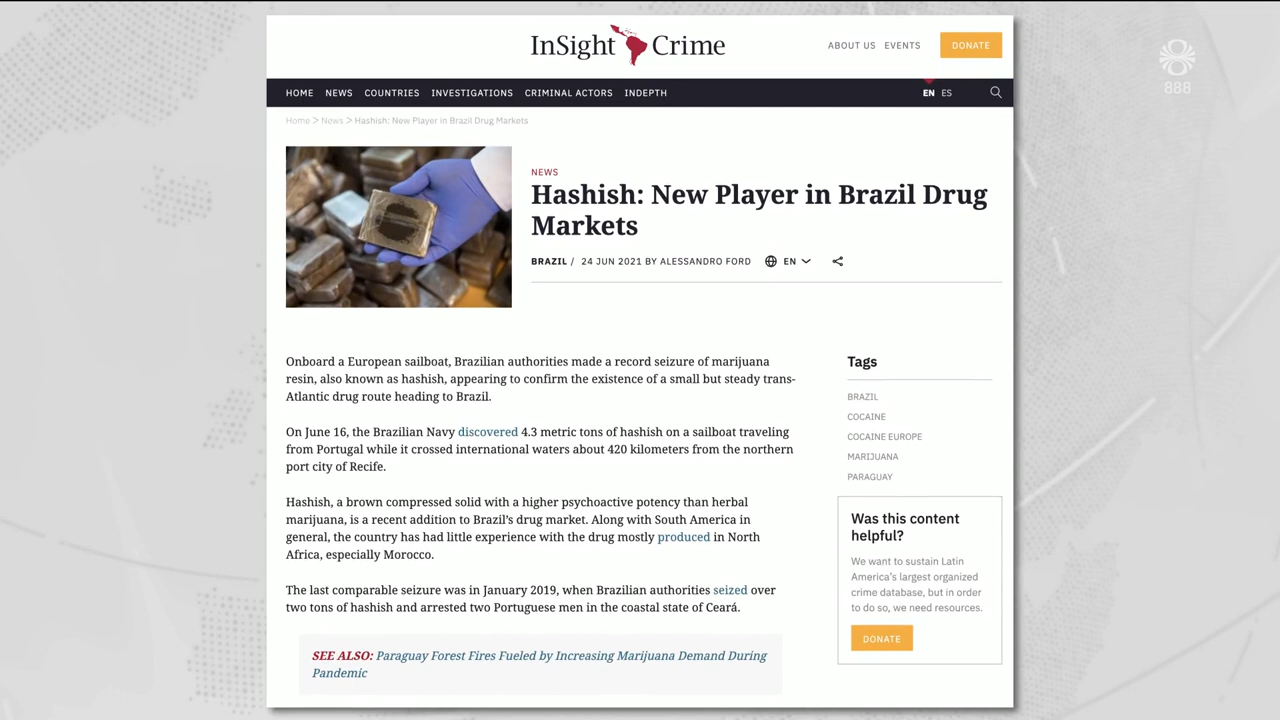 InSight Crime
ABOUT US EVENTS DONATE
888
HOME NEWS COUNTRIES INVESTIGATIONS CRIMINAL ACTORS INDEPTH EN ES
Home > News > Hashish: New Player in Brazil Drug Markets
NEWS
Hashish: New Player in Brazil Drug
Markets
BRAZIL / 24 JUN 2021 BY ALESSANDRO FORD EN
Onboard a European sailboat, Brazilian authorities made a record seizure of marijuana
resin, also known as hashish, appearing to confirm the existence of a small but steady trans-
Atlantic drug route heading to Brazil.
On June 16, the Brazilian Navy discovered 4.3 metric tons of hashish on a sailboat traveling
from Portugal while it crossed international waters about 420 kilometers from the northern
port city of Recife.
Hashish, a brown compressed solid with a higher psychoactive potency than herbal
marijuana, is a recent addition to Brazil’s drug market. Along with South America in
general, the country has had little experience with the drug mostly produced in North
Africa, especially Morocco.
The last comparable seizure was in January 2019, when Brazilian authorities seized over
two tons of hashish and arrested two Portuguese men in the coastal state of Ceará.
SEE ALSO: Paraguay Forest Fires Fueled by Increasing Marijuana Demand During
Pandemic
Tags
BRAZIL
COCAINE
COCAINE EUROPE
MARIJUANA
PARAGUAY
Was this content
helpful?
We want to sustain Latin
America’s largest organized
crime database, but in order
to do so, we need resources.
DONATE